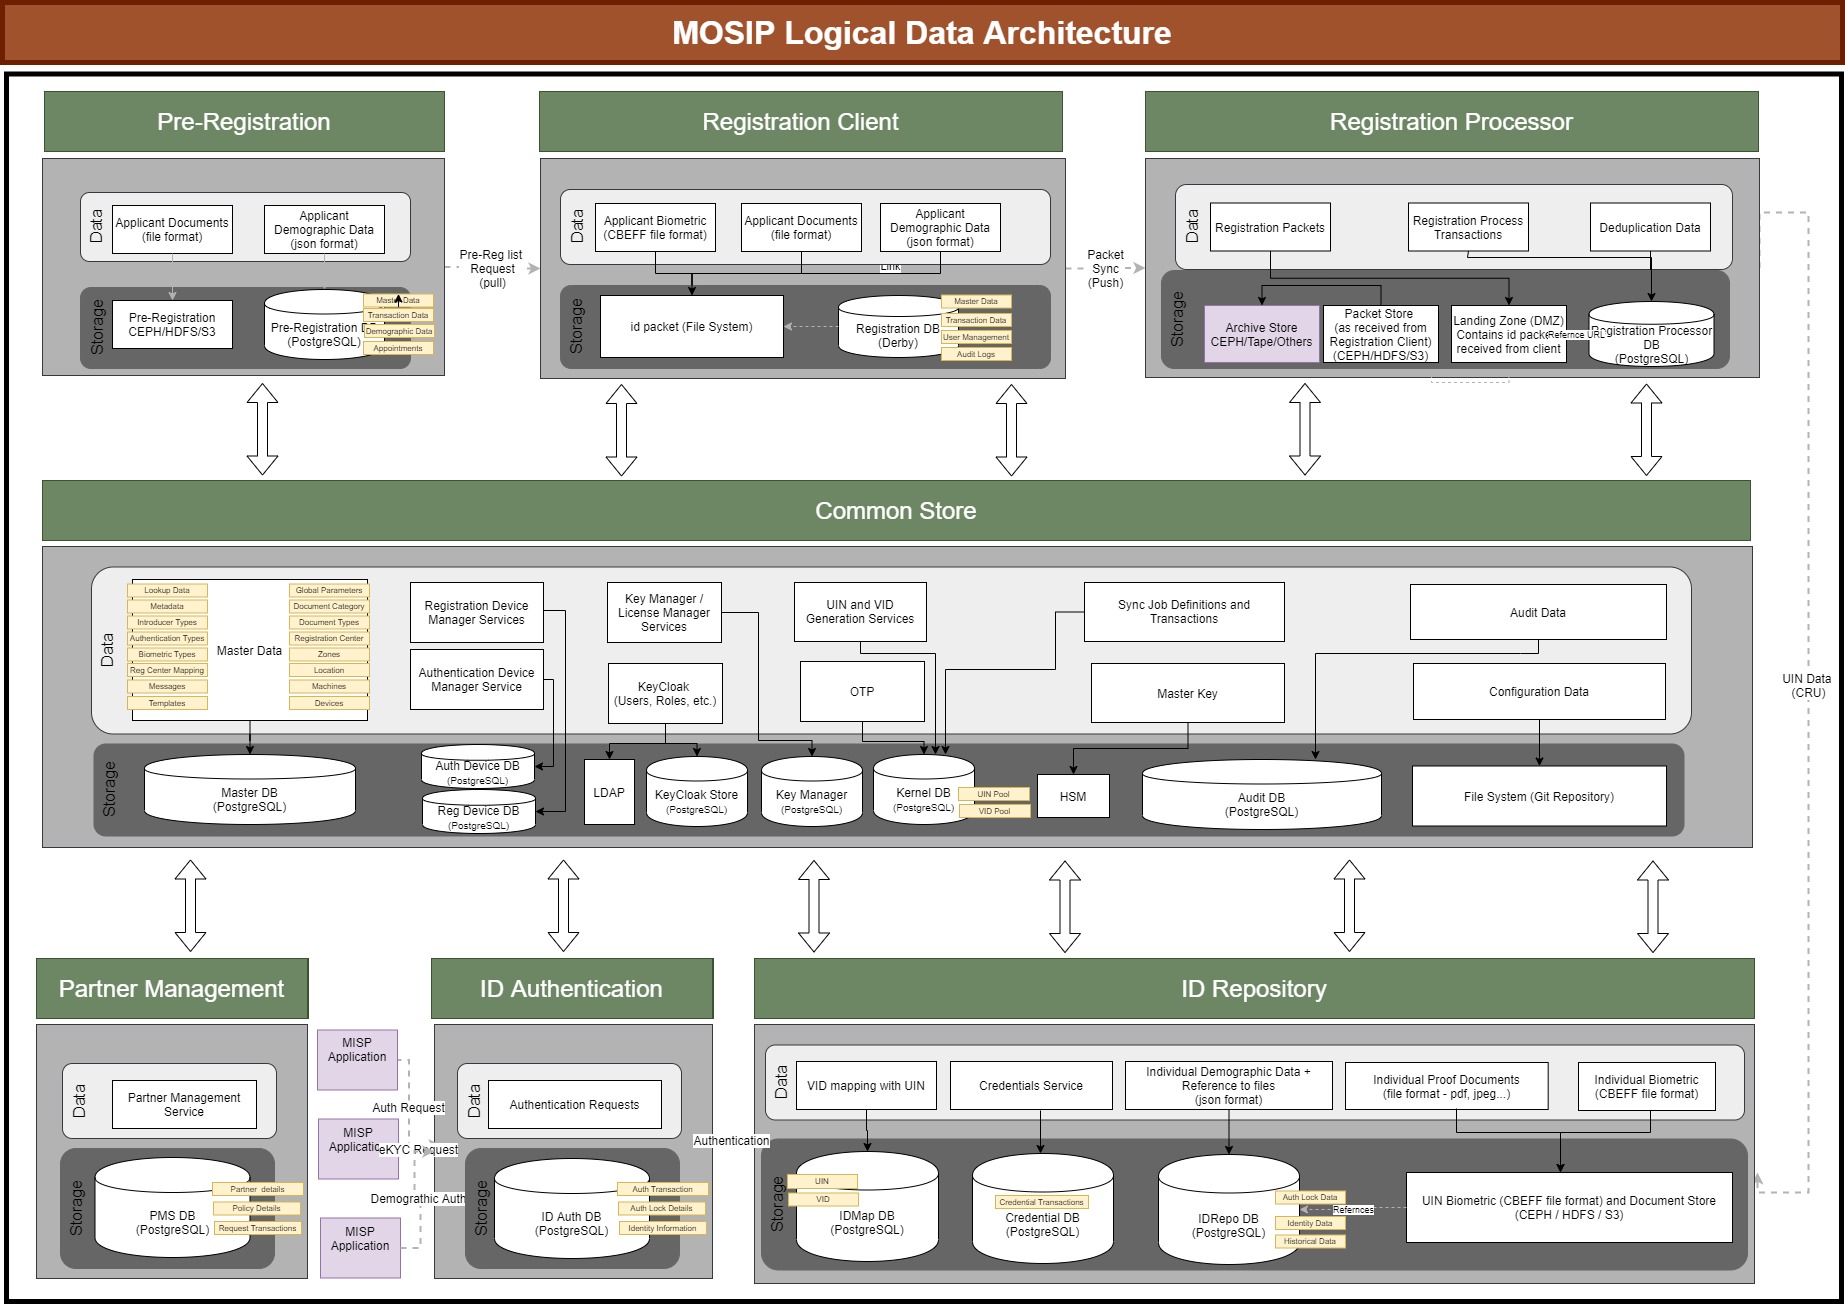 MOSIP Logical Data Architecture
Pre-Registration
Data
Applicant Documents
(file format)
Applicant
Demographic Data
(json format)
Storage
Pre-Registration
CEPH/HDFS/S3
Pre-Registration
(PostgreSQL)
Master Data
Transaction Data
Demographic Data
Appointments
Pre-Reg list
Request
(pull)
Registration Client
Data
Applicant Biometric
(CBEFF file format)
Applicant Documents
(file format)
Applicant
Demographic Data
(json format)
Link
Storage
id packet (File System)
Registration DB
(Derby)
Master Data
Transaction Data
User Management
Audit Logs
Packet
Sync
(Push)
Registration Processor
Data
Registration Packets
Registration Process
Transactions
Deduplication Data
Storage
Archive Store
CEPH/Tape/Others
Packet Store
(as received from
Registration Client)
(CEPH/HDFS/S3)
Landing Zone (DMZ)
Contains id packet
received from client
Refernce URL
Registration Processor
DB
(PostgreSQL)
UIN Data
(CRU)
Common Store
Data
Lookup Data
Metadata
Introducer Types
Authentication Types
Biometric Types
Reg Center Mapping
Messages
Templates
Master Data
Global Parameters
Document Category
Document Types
Registration Center
Zones
Location
Machines
Devices
Registration Device
Manager Services
Authentication Device
Manager Service
Key Manager /
License Manager
Services
KeyCloak
(Users, Roles, etc.)
UIN and VID
Generation Services
OTP
Sync Job Definitions and
Transactions
Master Key
Audit Data
Configuration Data
Storage
Master DB
(PostgreSQL)
Auth Device DB
(PostgreSQL)
Reg Device DB
(PostgreSQL)
LDAP
KeyCloak Store
(PostgreSQL)
Key Manager
(PostgreSQL)
Kernel DB
(PostgreSQL)
UIN Pool
VID Pool
HSM
Audit DB
(PostgreSQL)
File System (Git Repository)
Partner Management
Data
Partner Management
Service
Storage
PMS DB
(PostgreSQL)
Partner details
Policy Details
Request Transactions
MISP
Application
MISP
Application
MISP
Application
Auth Request
eKYC Request
Demograthic Auth
ID Authentication
Data
Authentication Requests
Storage
ID Auth DB
(PostgreSQL)
Auth Transaction
Auth Lock Details
Identity Information
Authentication
ID Repository
Data
VID mapping with UIN
Credentials Service
Individual Demographic Data +
Reference to files
(json format)
Individual Proof Documents
(file format - pdf, jpeg...)
Individual Biometric
(CBEFF file format)
Storage
UIN
VID
IDMap DB
(PostgreSQL)
Credential Transactions
Credential DB
(PostgreSQL)
IDRepo DB
(PostgreSQL)
Auth Lock Data
Identity Data
Historical Data
Refernces
UIN Biometric (CBEFF file format) and Document Store
(CEPH / HDFS / S3)